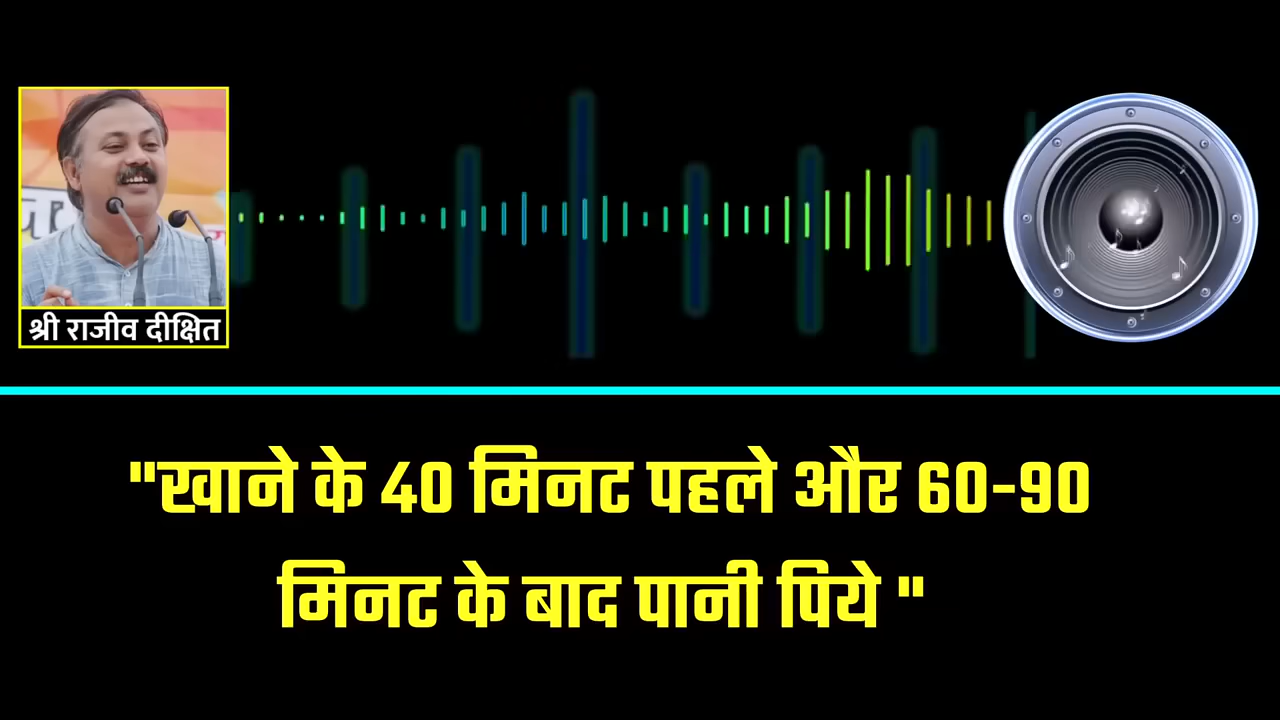 श्री राजीव दीक्षित
"खाने के 40 मिनट पहले और 60-90
मिनट के बाद पानी पिये "